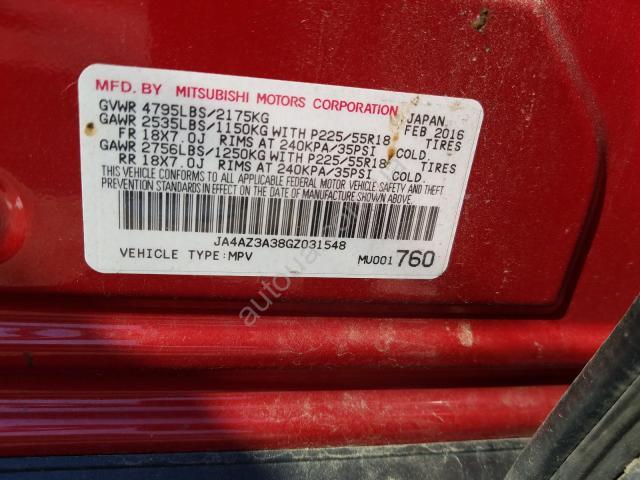 MFD. BY MITSUBISHI MOTORS CORPORATION
GVWR 4795LBS/2175KG JAPAN
GAWR 2535LBS/1150KG WITH P225/55R18 FEB 2016
FR 18X7.0J RIMS AT 240KPA/35PSI COLD. TIRES
GAWR 2756LBS/1250KG WITH P225/55R18
RR 18X7.0J RIMS AT 240KPA/35PSI COLD. TIRES
THIS VEHICLE CONFORMS TO ALL APPLICABLE FEDERAL MOTOR VEHICLE SAFETY AND THEFT
PREVENTION STANDARDS IN EFFECT ON THE DATE OF MANUFACTURE SHOWN ABOVE.
JA4AZ3A38GZ031548
VEHICLE TYPE:MPV MU001760